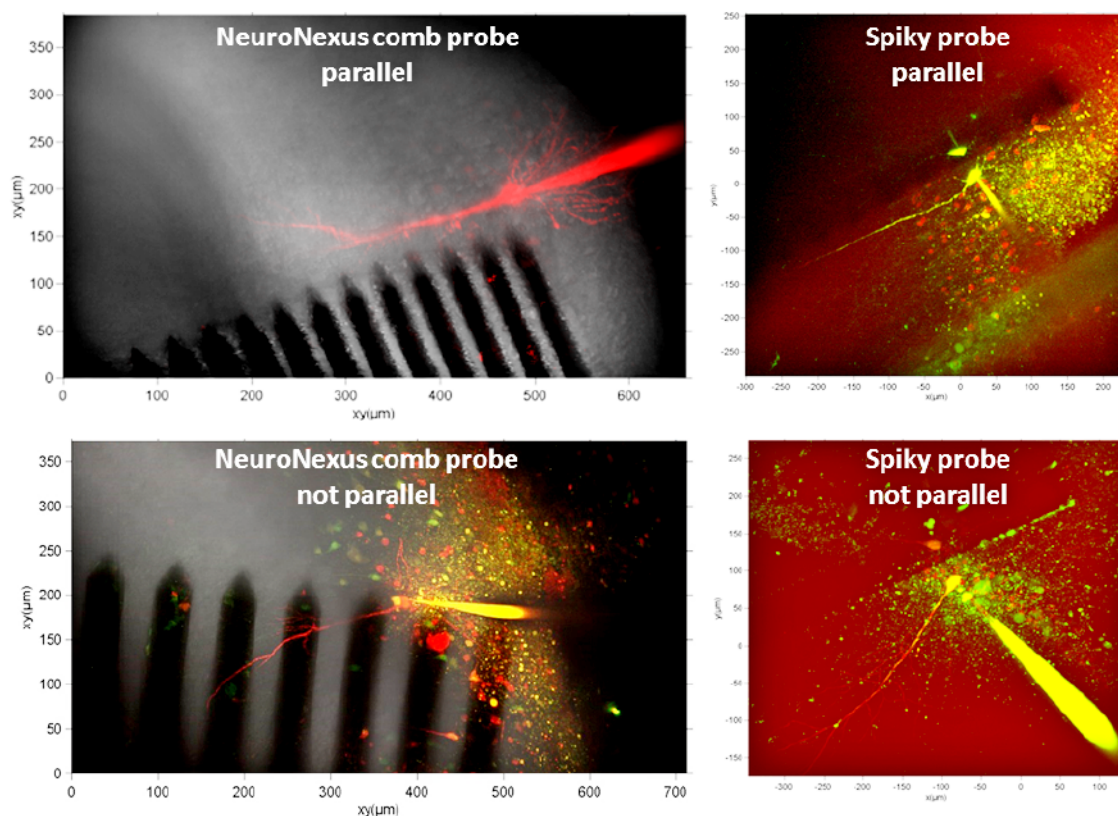 NeuroNexus comb probe
parallel
350
300
250
200
150
100
50
0
xy(µm)
0 100 200 300 400 500 600
xy(µm)
Spiky probe
parallel
250
200
150
100
50
0
-50
-100
-150
-200
-250
y(µm)
-300 -250 -200 -150 -100 -50 0 50 100 150 200
x(µm)
NeuroNexus comb probe
not parallel
350
300
250
200
150
100
50
0
xy(µm)
0 100 200 300 400 500 600 700
xy(µm)
Spiky probe
not parallel
250
200
150
100
50
0
-50
-100
-150
y(µm)
-300 -250 -200 -150 -100 -50 0 50 100
x(µm)